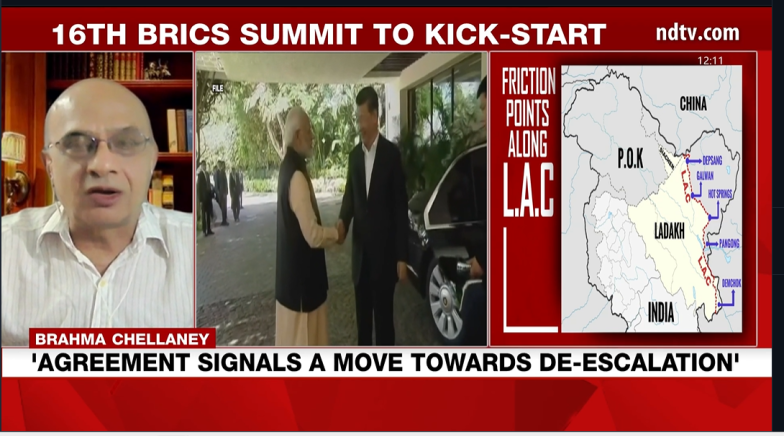 16TH BRICS SUMMIT TO KICK-START
ndtv.com
12:11
FILE
FRICTION
POINTS
ALONG
L.A.C
CHINA
P.O.K
DEPSANG
GALWAN
L.A.C
HOT SPRINGS
LADAKH
PANGONG
L.A.C
DEMCHOK
INDIA
BRAHMA CHELLANEY
'AGREEMENT SIGNALS A MOVE TOWARDS DE-ESCALATION'